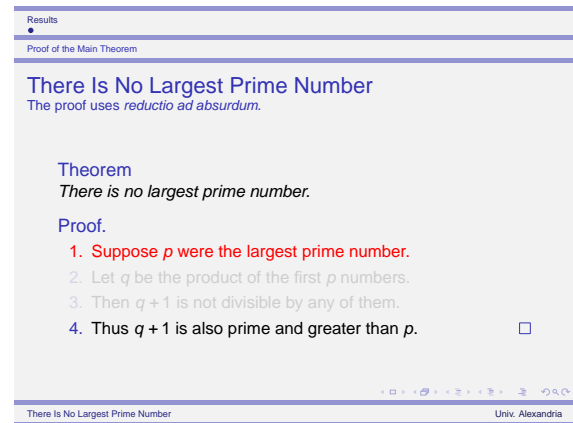 Results
Proof of the Main Theorem
There Is No Largest Prime Number
The proof uses reductio ad absurdum.
Theorem
There is no largest prime number.
Proof.
1. Suppose p were the largest prime number.
2. Let q be the product of the first p numbers.
3. Then q + 1 is not divisible by any of them.
4. Thus q + 1 is also prime and greater than p.
There Is No Largest Prime Number Univ. Alexandria